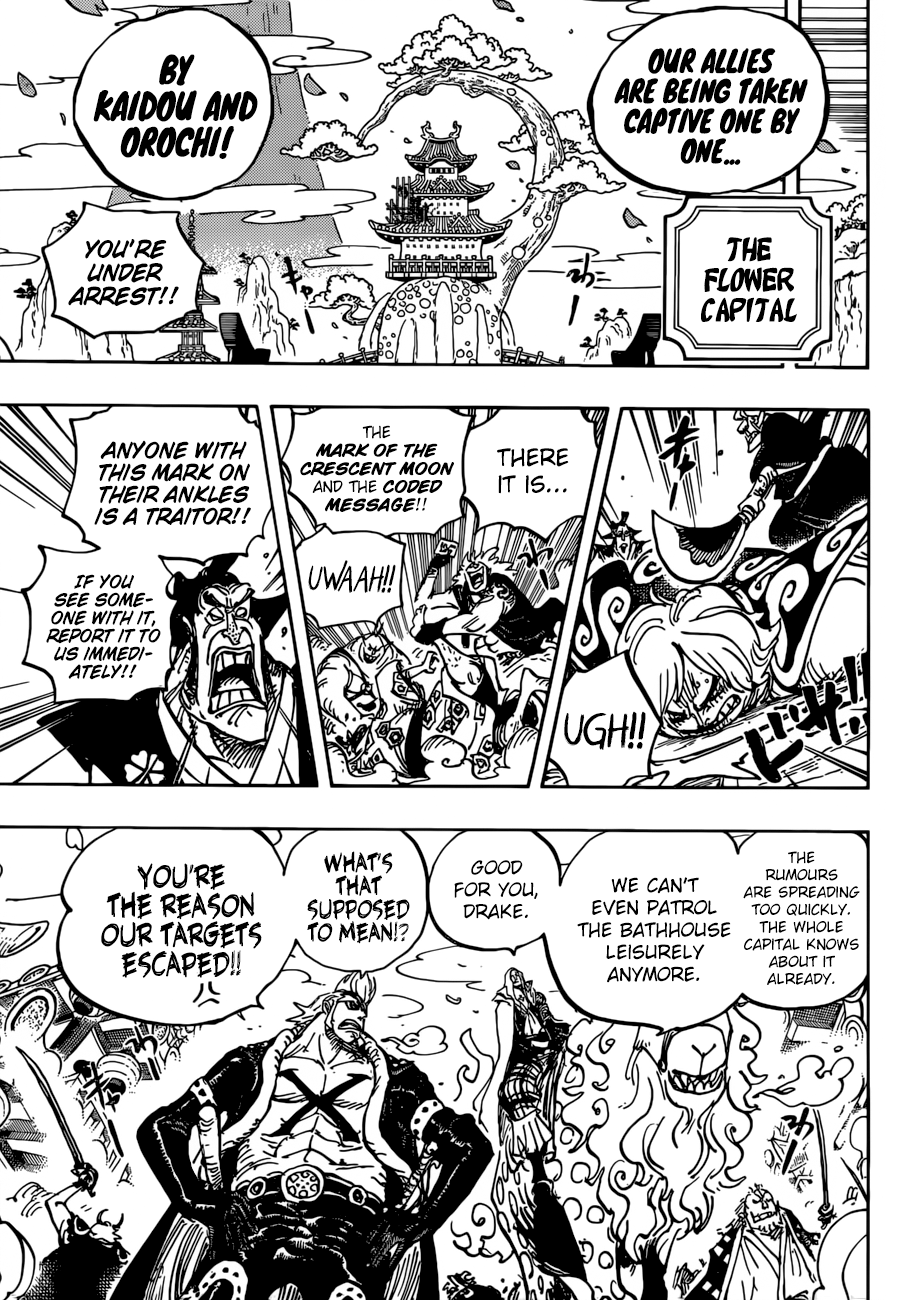 OUR ALLIES
ARE BEING TAKEN
CAPTIVE ONE BY
ONE...
BY
KAIDOU AND
OROCHI!
THE
FLOWER
CAPITAL
YOU'RE
UNDER
ARREST!!
UGH!!
THERE
IT IS...
THE
MARK OF THE
CRESCENT MOON
AND THE CODED
MESSAGE!!
UWAAH!!
ANYONE WITH
THIS MARK ON
THEIR ANKLES
IS A TRAITOR!!
IF YOU
SEE SOME-
ONE WITH IT,
REPORT IT TO
US IMMEDI-
ATELY!!
THE
RUMOURS
ARE SPREADING
TOO QUICKLY.
THE WHOLE
CAPITAL KNOWS
ABOUT IT
ALREADY.
WE CAN'T
EVEN PATROL
THE BATHHOUSE
LEISURELY
ANYMORE.
GOOD
FOR YOU,
DRAKE.
WHAT'S
THAT
SUPPOSED
TO MEAN!?
YOU'RE
THE REASON
OUR TARGETS
ESCAPED!!